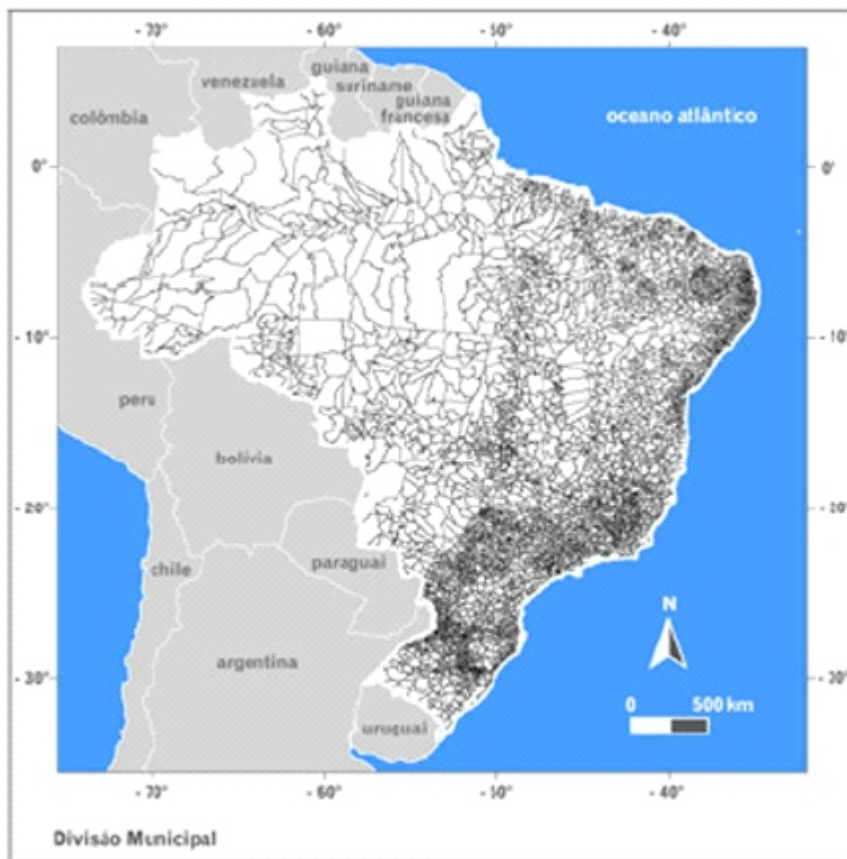 - 70° - 60° - 50° - 40°
guiana
venezuela
suriname
guiana
francesa
colômbia
oceano atlântico
0° 0°
- 10° - 10°
peru
bolívia
- 20° - 20°
chile
paraguai
N
argentina
- 30° - 30°
0 500 km
uruguai
- 70° - 60° - 50° - 40°
Divisão Municipal